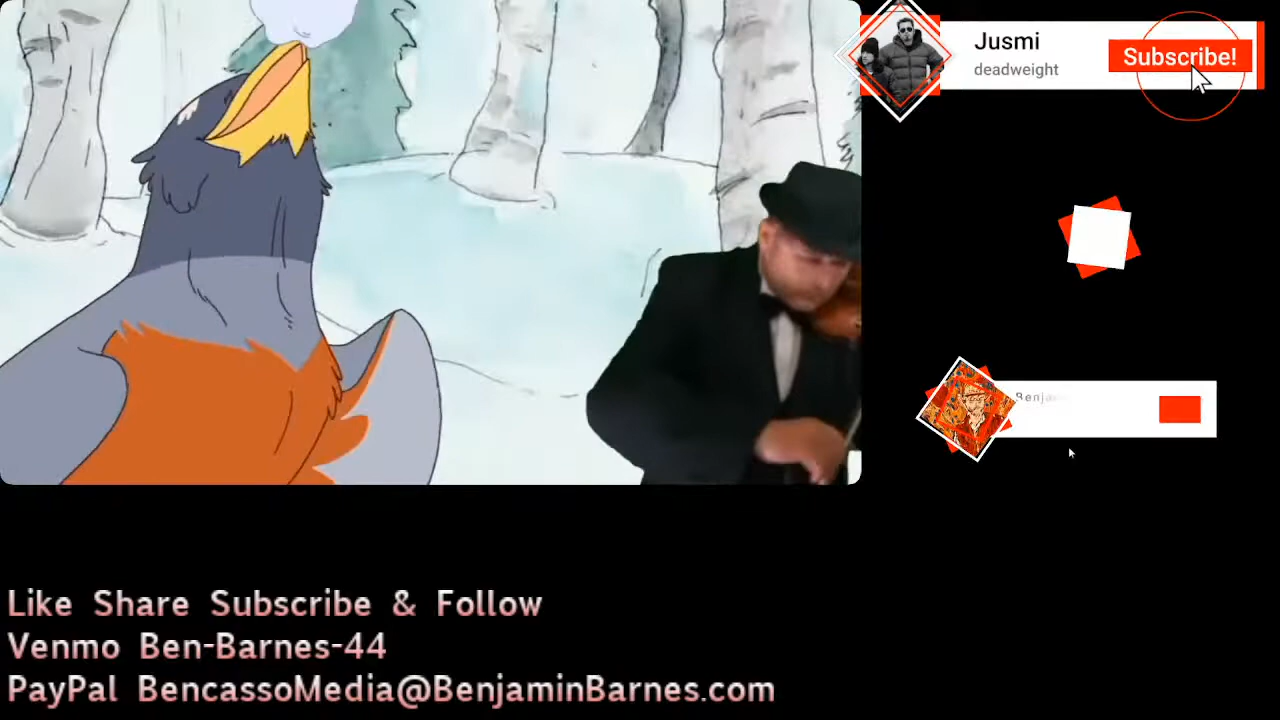 Jusmi
deadweight
Subscribe!
Like Share Subscribe & Follow
Venmo Ben-Barnes-44
PayPal BencassoMedia@BenjaminBarnes.com